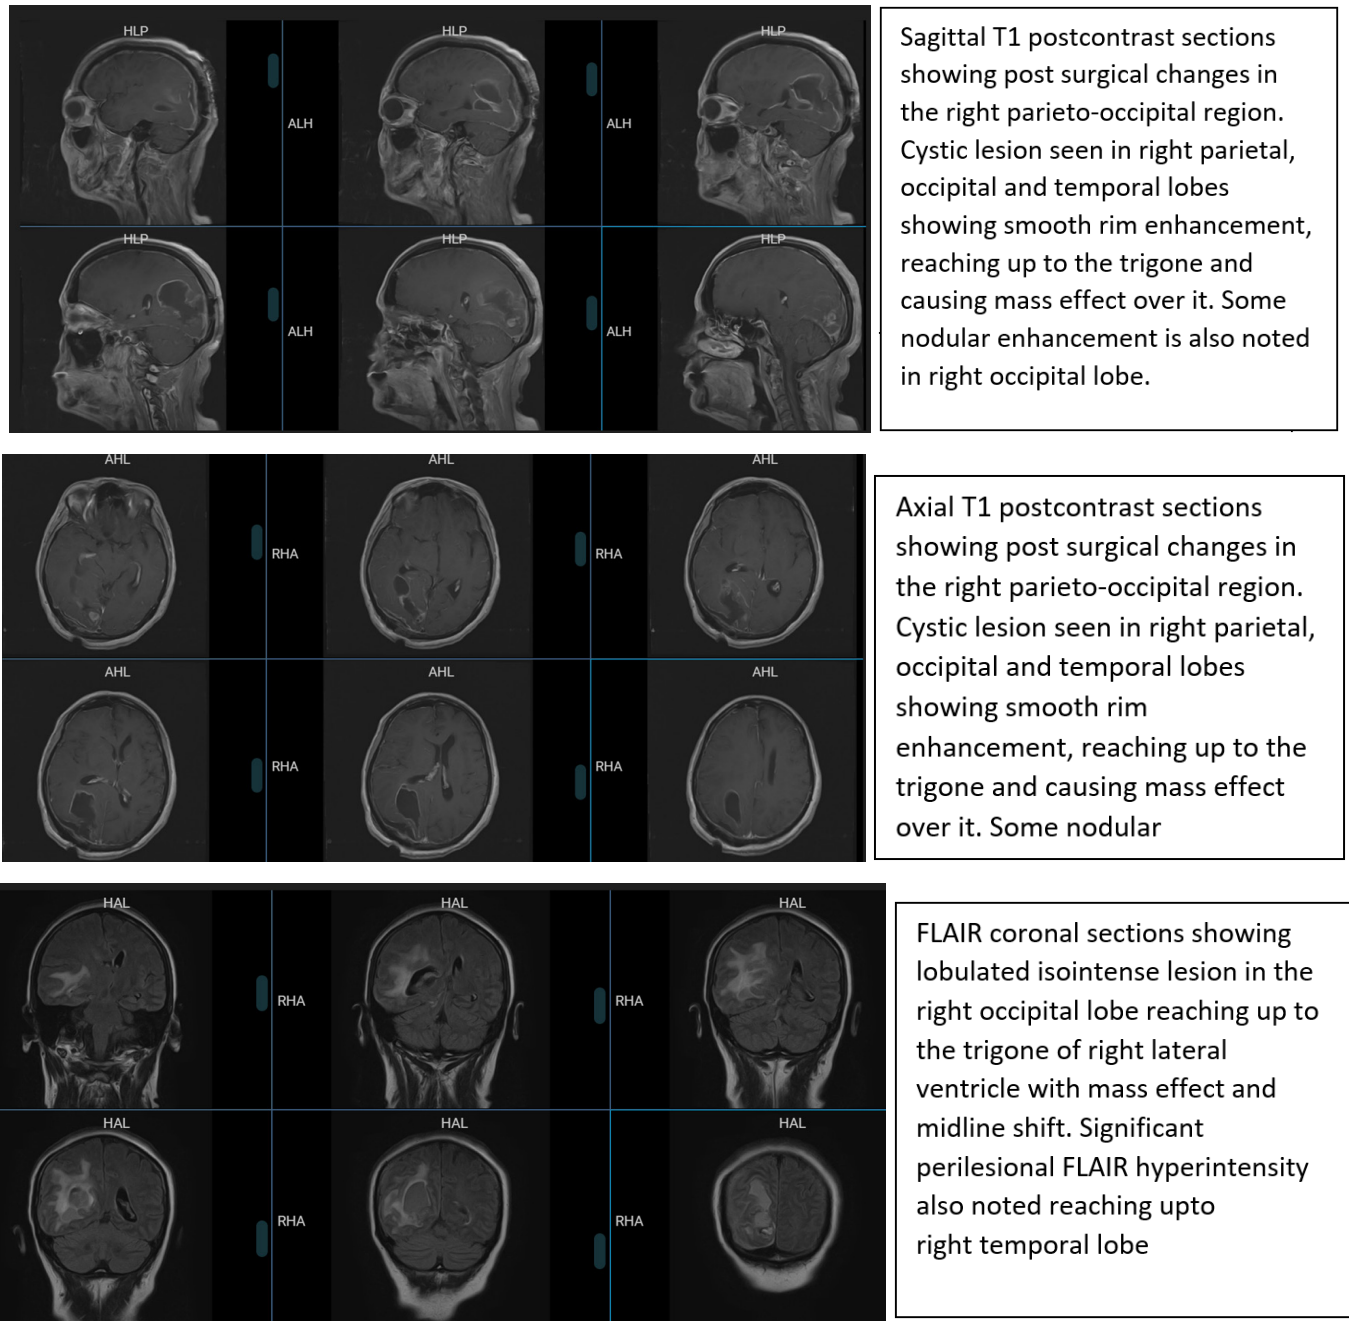 HLP HLP HLP
ALH ALH
HLP HLP HLP
ALH ALH
Sagittal T1 postcontrast sections
showing post surgical changes in
the right parieto-occipital region.
Cystic lesion seen in right parietal,
occipital and temporal lobes
showing smooth rim enhancement,
reaching up to the trigone and
causing mass effect over it. Some
nodular enhancement is also noted
in right occipital lobe.
AHL AHL AHL
RHA RHA
AHL AHL AHL
RHA RHA
Axial T1 postcontrast sections
showing post surgical changes in
the right parieto-occipital region.
Cystic lesion seen in right parietal,
occipital and temporal lobes
showing smooth rim
enhancement, reaching up to the
trigone and causing mass effect
over it. Some nodular
HAL HAL HAL
RHA RHA
HAL HAL HAL
RHA RHA
FLAIR coronal sections showing
lobulated isointense lesion in the
right occipital lobe reaching up to
the trigone of right lateral
ventricle with mass effect and
midline shift. Significant
perilesional FLAIR hyperintensity
also noted reaching upto
right temporal lobe